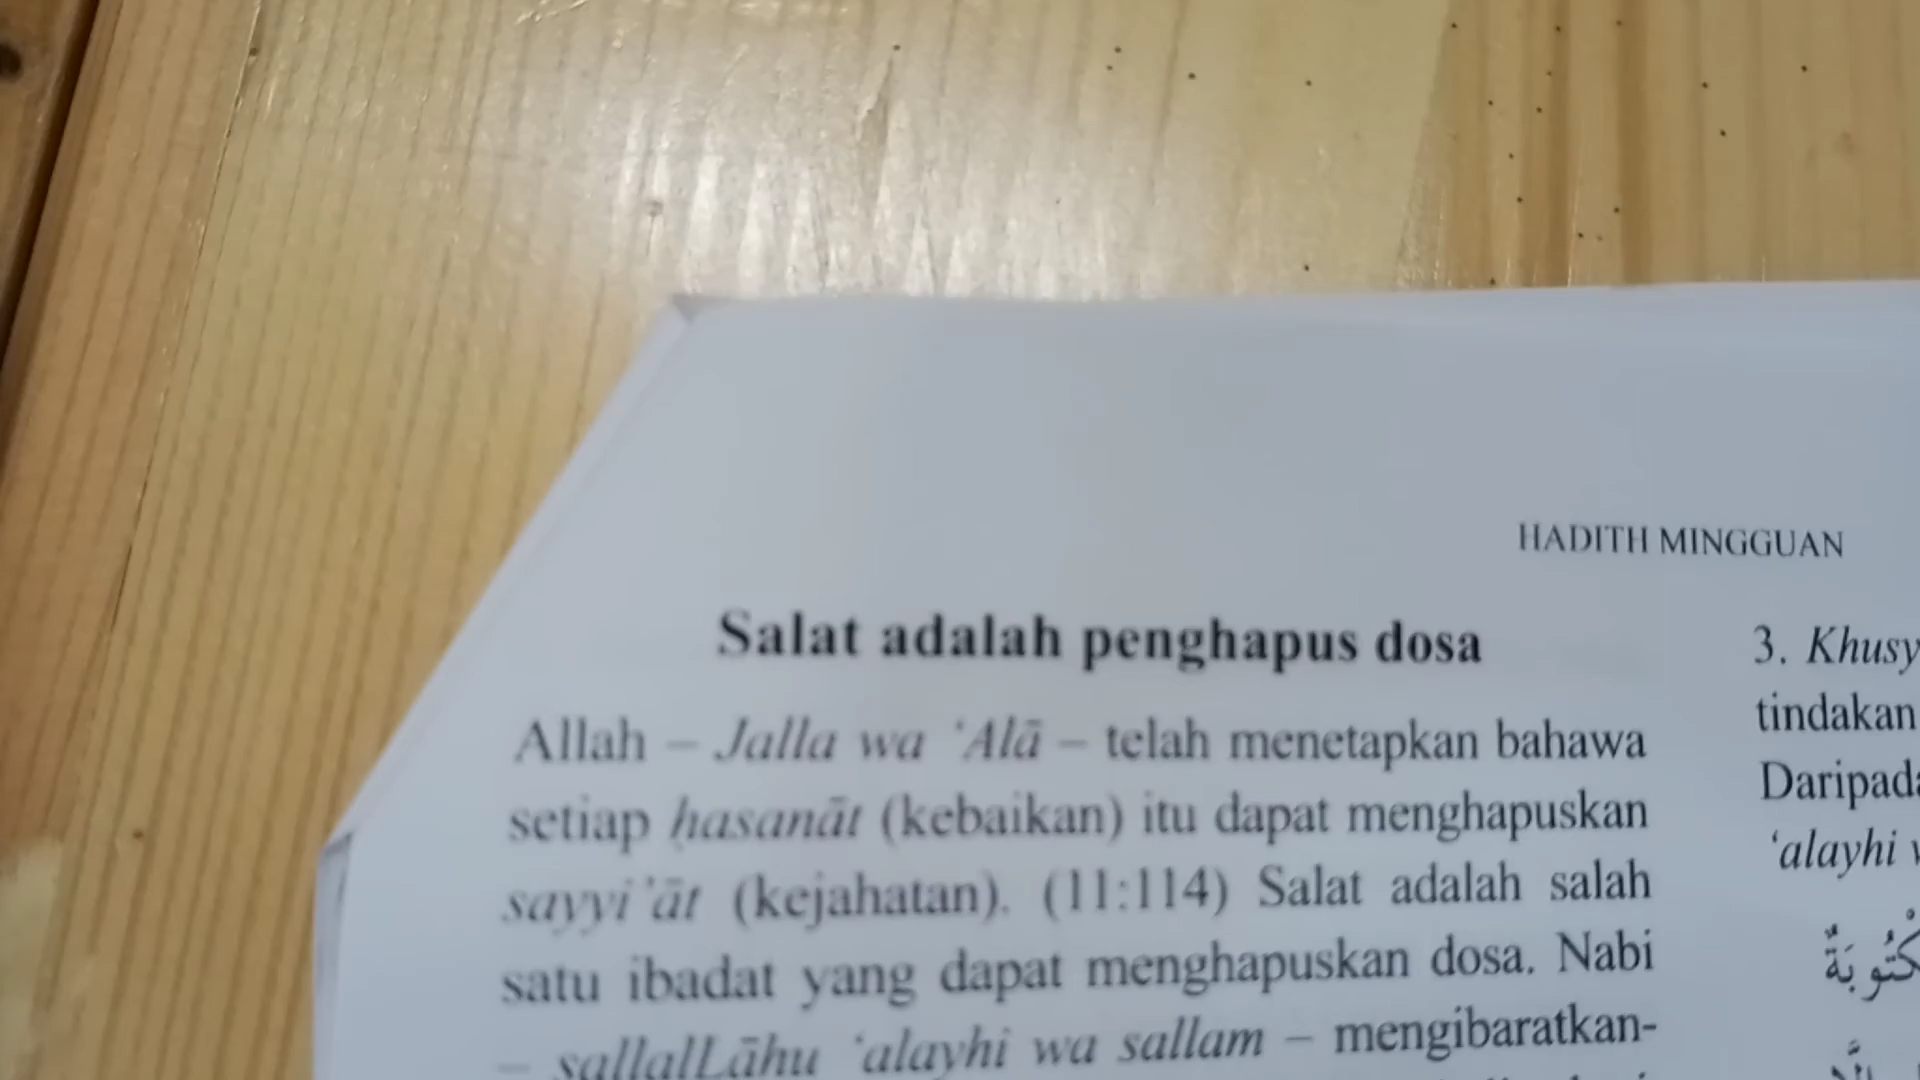 HADITH MINGGUAN
Salat adalah penghapus dosa
Allah – Jalla wa ‘Alā – telah menetapkan bahawa
setiap ḥasanāt (kebaikan) itu dapat menghapuskan
sayyi’āt (kejahatan). (11:114) Salat adalah salah
satu ibadat yang dapat menghapuskan dosa. Nabi
– sallalLāhu ‘alayhi wa sallam – mengibaratkan-
3. Khusy
tindakan
Daripada
‘alayhi